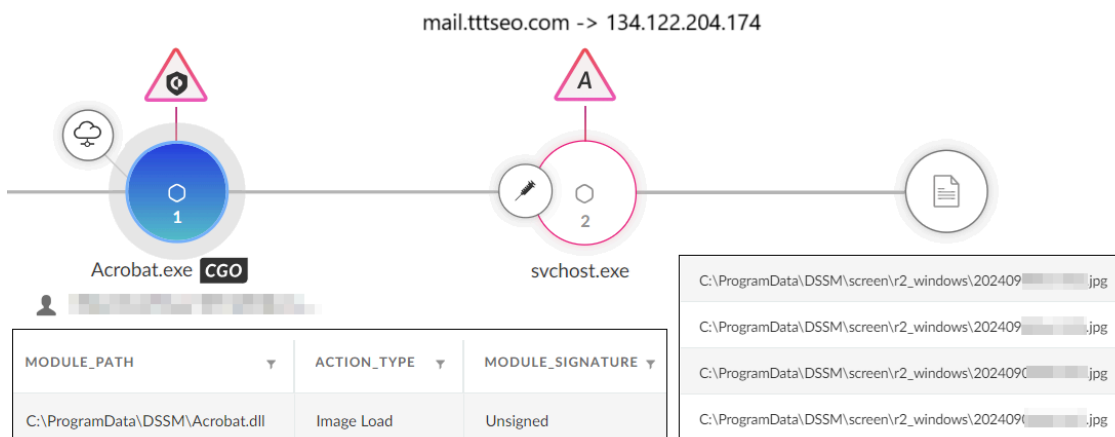 mail.tttseo.com -> 134.122.204.174
A
1
2
Acrobat.exe CGO
svchost.exe
MODULE_PATH ACTION_TYPE MODULE_SIGNATURE
C:\ProgramData\DSSM\Acrobat.dll Image Load Unsigned
C:\ProgramData\DSSM\screen\r2_windows\202409 .jpg
C:\ProgramData\DSSM\screen\r2_windows\202409 .jpg
C:\ProgramData\DSSM\screen\r2_windows\202409 .jpg
C:\ProgramData\DSSM\screen\r2_windows\202409 .jpg